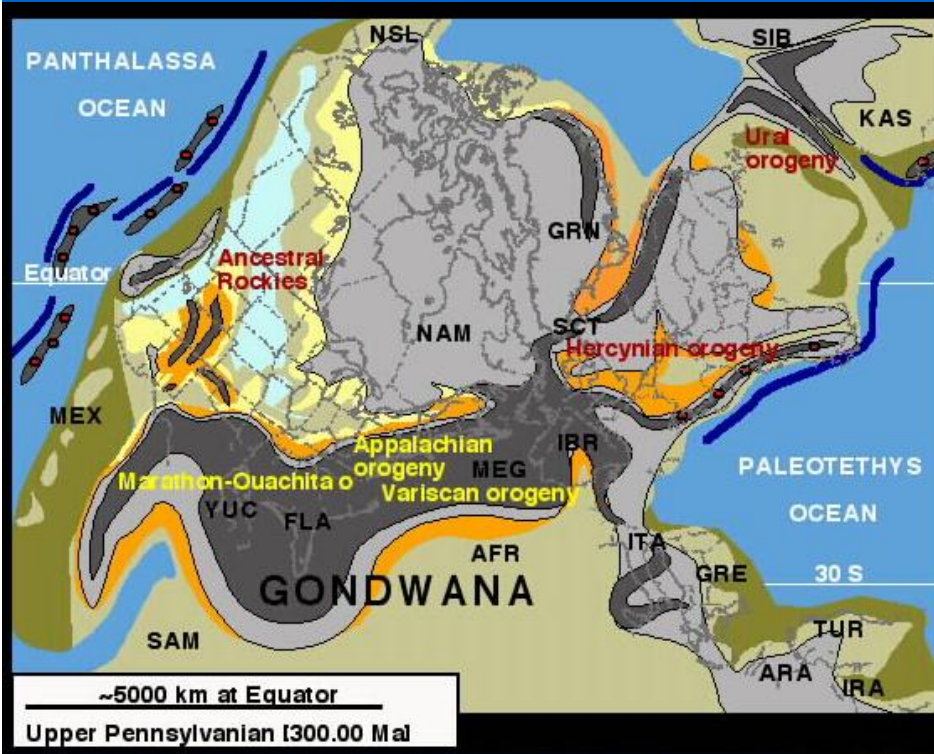 NSL
SIB
PANTHALASSA
OCEAN
KAS
Ural
orogeny
GRN
Ancestral
Rockies
Equator
SCT
NAM
Hercynian orogeny
MEX
Appalachian
orogeny
IBR
MEG
Marathon-Ouachita o
Variscan orogeny
PALEOTETHYS
OCEAN
YUC
FLA
ITA
AFR
GRE
30 S
GONDWANA
SAM
TUR
ARA
IRA
~5000 km at Equator
Upper Pennsylvanian [300.00 Ma]